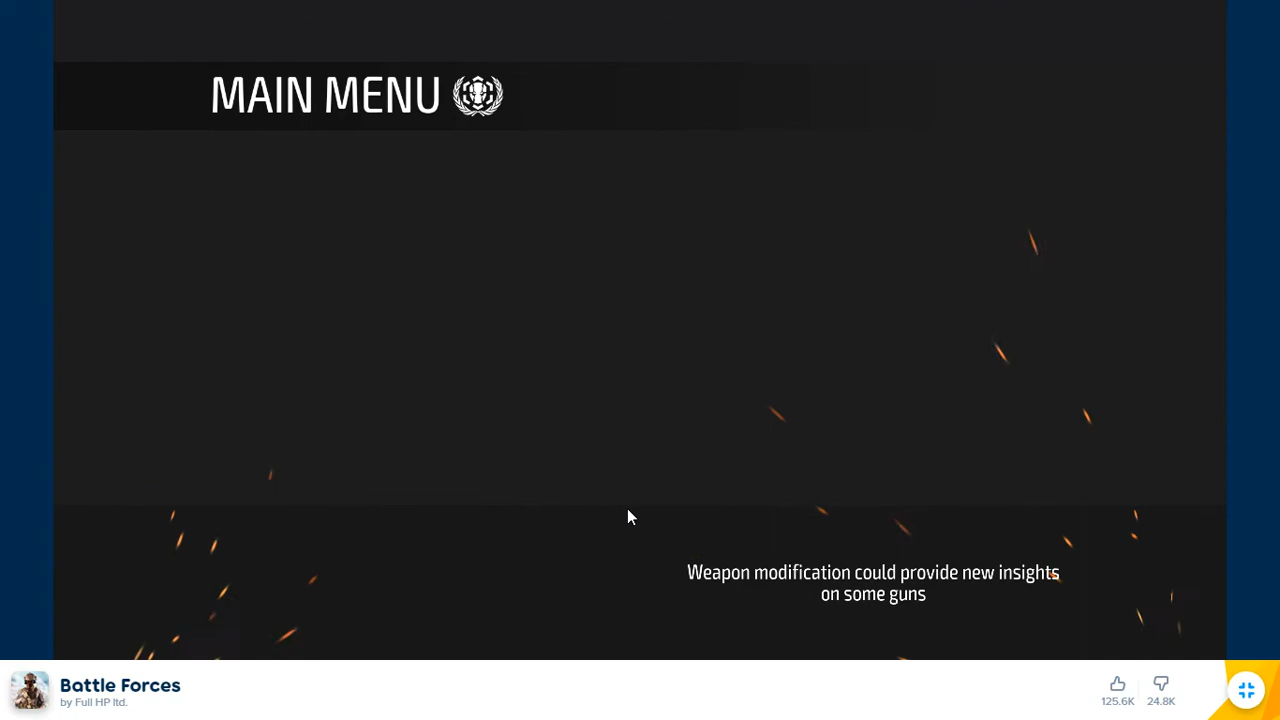 MAIN MENU
Weapon modification could provide new insights
on some guns
Battle Forces
by Full HP ltd.
125.6K
24.8K